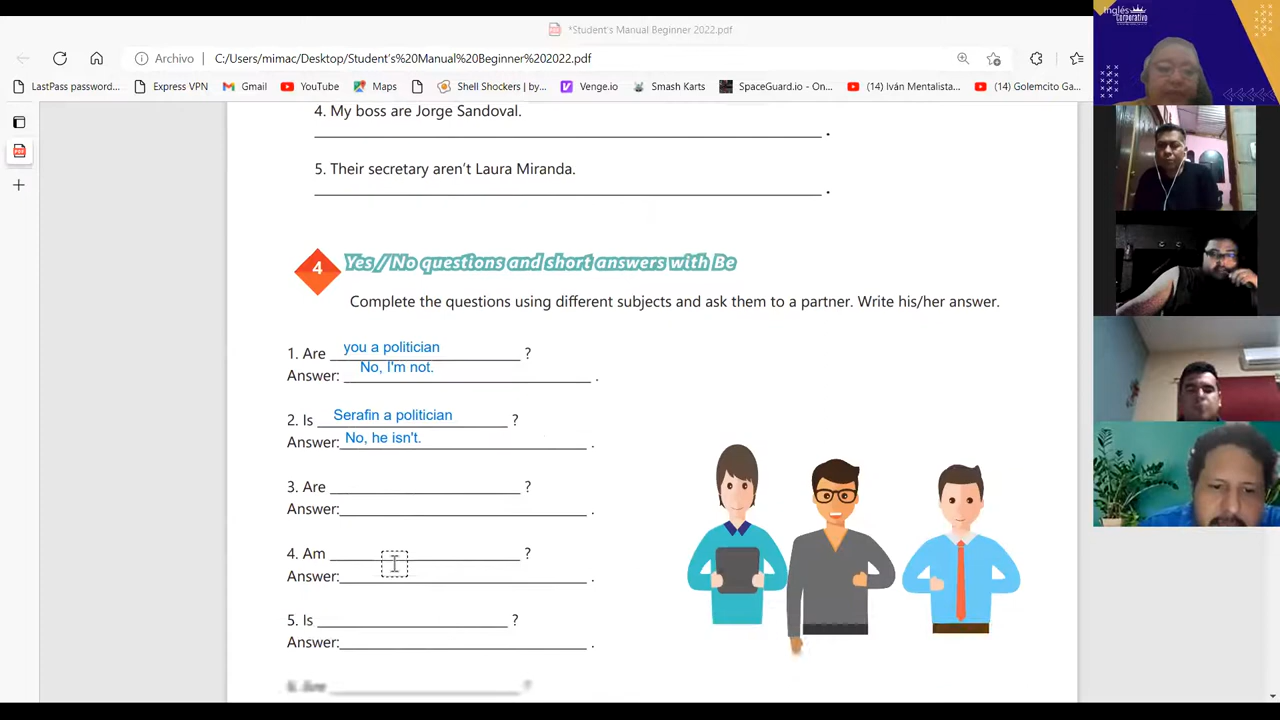 *Student's Manual Beginner 2022.pdf
Archivo C:/Users/mimac/Desktop/Student's%20Manual%20Beginner%202022.pdf
LastPass password... Express VPN Gmail YouTube Maps Shell Shockers | by... Venge.io Smash Karts SpaceGuard.io - On... (14) Iván Mentalista... (14) Golemcito Ga...
Inglés
Corporativo
4. My boss are Jorge Sandoval.
5. Their secretary aren't Laura Miranda.
4 Yes / No questions and short answers with Be
Complete the questions using different subjects and ask them to a partner. Write his/her answer.
1. Are you a politician ?
Answer: No, I'm not. .
2. Is Serafin a politician ?
Answer: No, he isn't. .
3. Are ?
Answer: .
4. Am ?
Answer: .
5. Is ?
Answer: .
6. Are ?